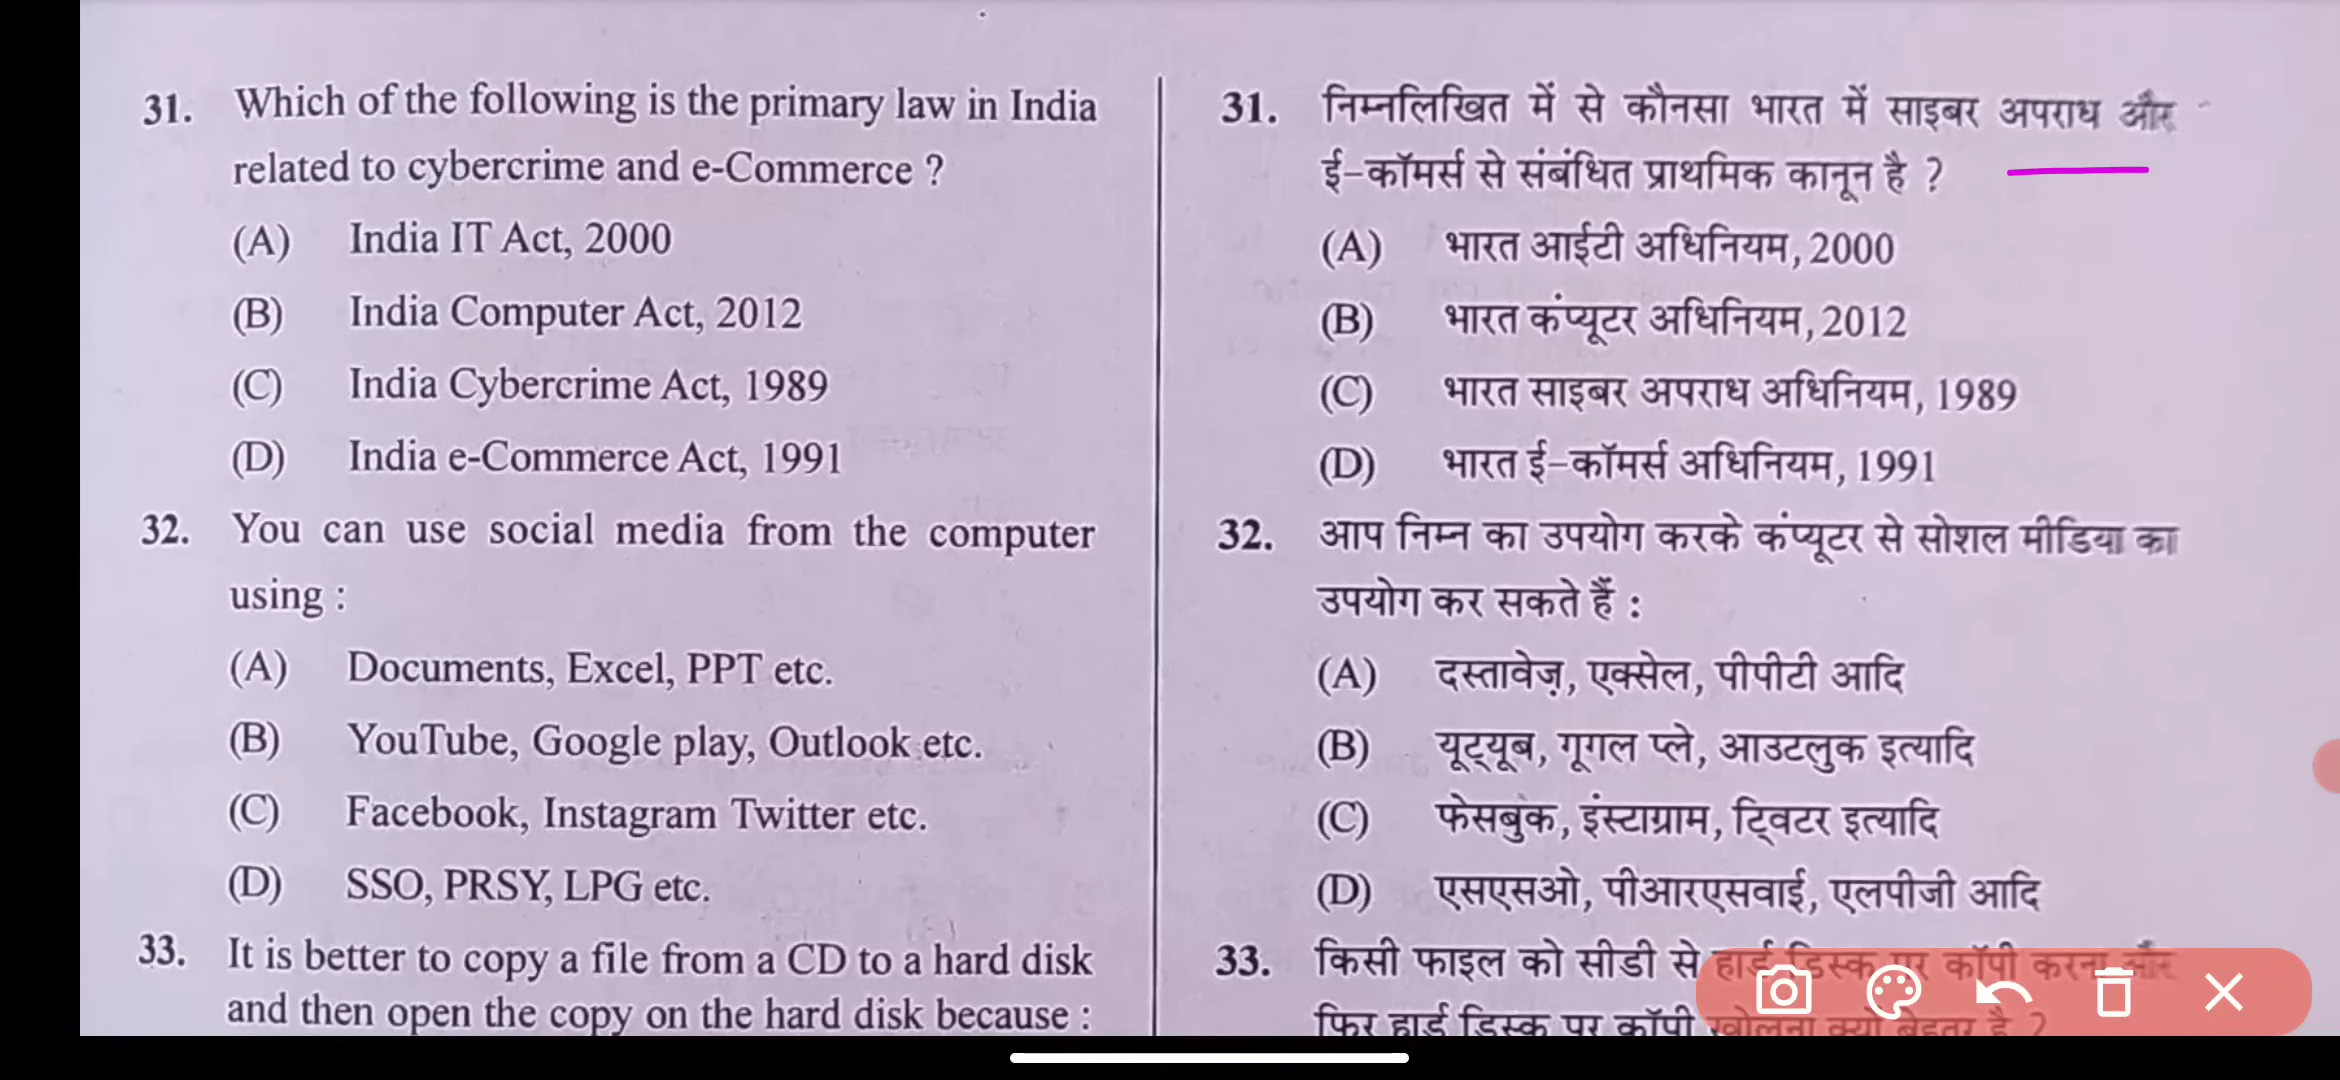 31. Which of the following is the primary law in India
related to cybercrime and e-Commerce ?
(A) India IT Act, 2000
(B) India Computer Act, 2012
(C) India Cybercrime Act, 1989
(D) India e-Commerce Act, 1991
32. You can use social media from the computer
using :
(A) Documents, Excel, PPT etc.
(B) YouTube, Google play, Outlook etc.
(C) Facebook, Instagram Twitter etc.
(D) SSO, PRSY, LPG etc.
33. It is better to copy a file from a CD to a hard disk
and then open the copy on the hard disk because :
31. निम्नलिखित में से कौनसा भारत में साइबर अपराध और
ई-कॉमर्स से संबंधित प्राथमिक कानून है ?
(A) भारत आईटी अधिनियम, 2000
(B) भारत कंप्यूटर अधिनियम, 2012
(C) भारत साइबर अपराध अधिनियम, 1989
(D) भारत ई-कॉमर्स अधिनियम, 1991
32. आप निम्न का उपयोग करके कंप्यूटर से सोशल मीडिया का
उपयोग कर सकते हैं :
(A) दस्तावेज़, एक्सेल, पीपीटी आदि
(B) यूट्यूब, गूगल प्ले, आउटलुक इत्यादि
(C) फेसबुक, इंस्टाग्राम, ट्विटर इत्यादि
(D) एसएसओ, पीआरएसवाई, एलपीजी आदि
33. किसी फाइल को सीडी से हार्ड डिस्क पर कॉपी करना और
फिर हार्ड डिस्क पर कॉपी खोलना क्यों बेहतर है ?